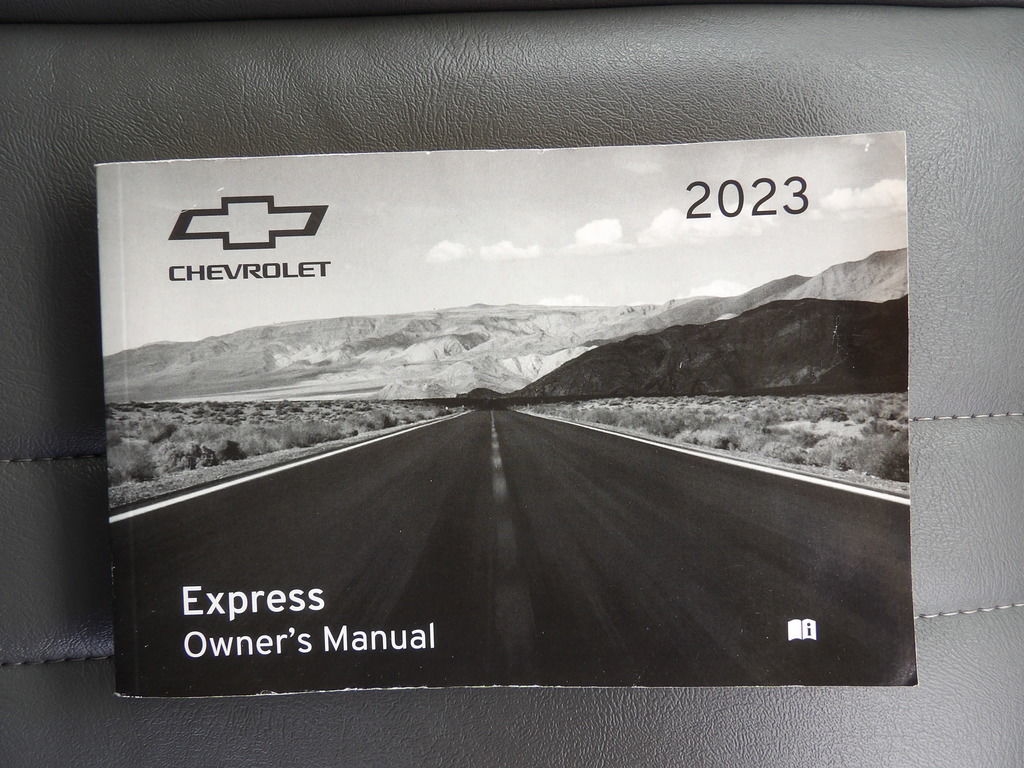 CHEVROLET
2023
Express
Owner's Manual